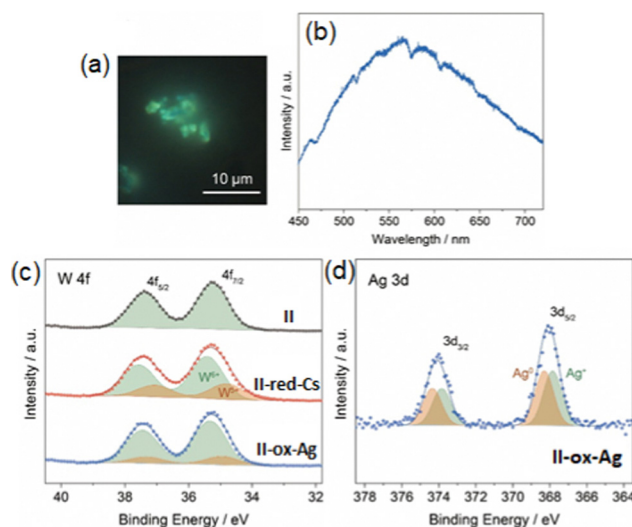 (a)
10 µm
(b)
Intensity / a.u.
450 500 550 600 650 700
Wavelength / nm
(c)
W 4f
4f5/2
4f7/2
II
II-red-Cs
W6+
W5+
II-ox-Ag
Intensity / a.u.
40 38 36 34 32
Binding Energy / eV
(d)
Ag 3d
3d3/2
3d5/2
Ag0
Ag+
II-ox-Ag
Intensity / a.u.
378 376 374 372 370 368 366 364
Binding Energy / eV